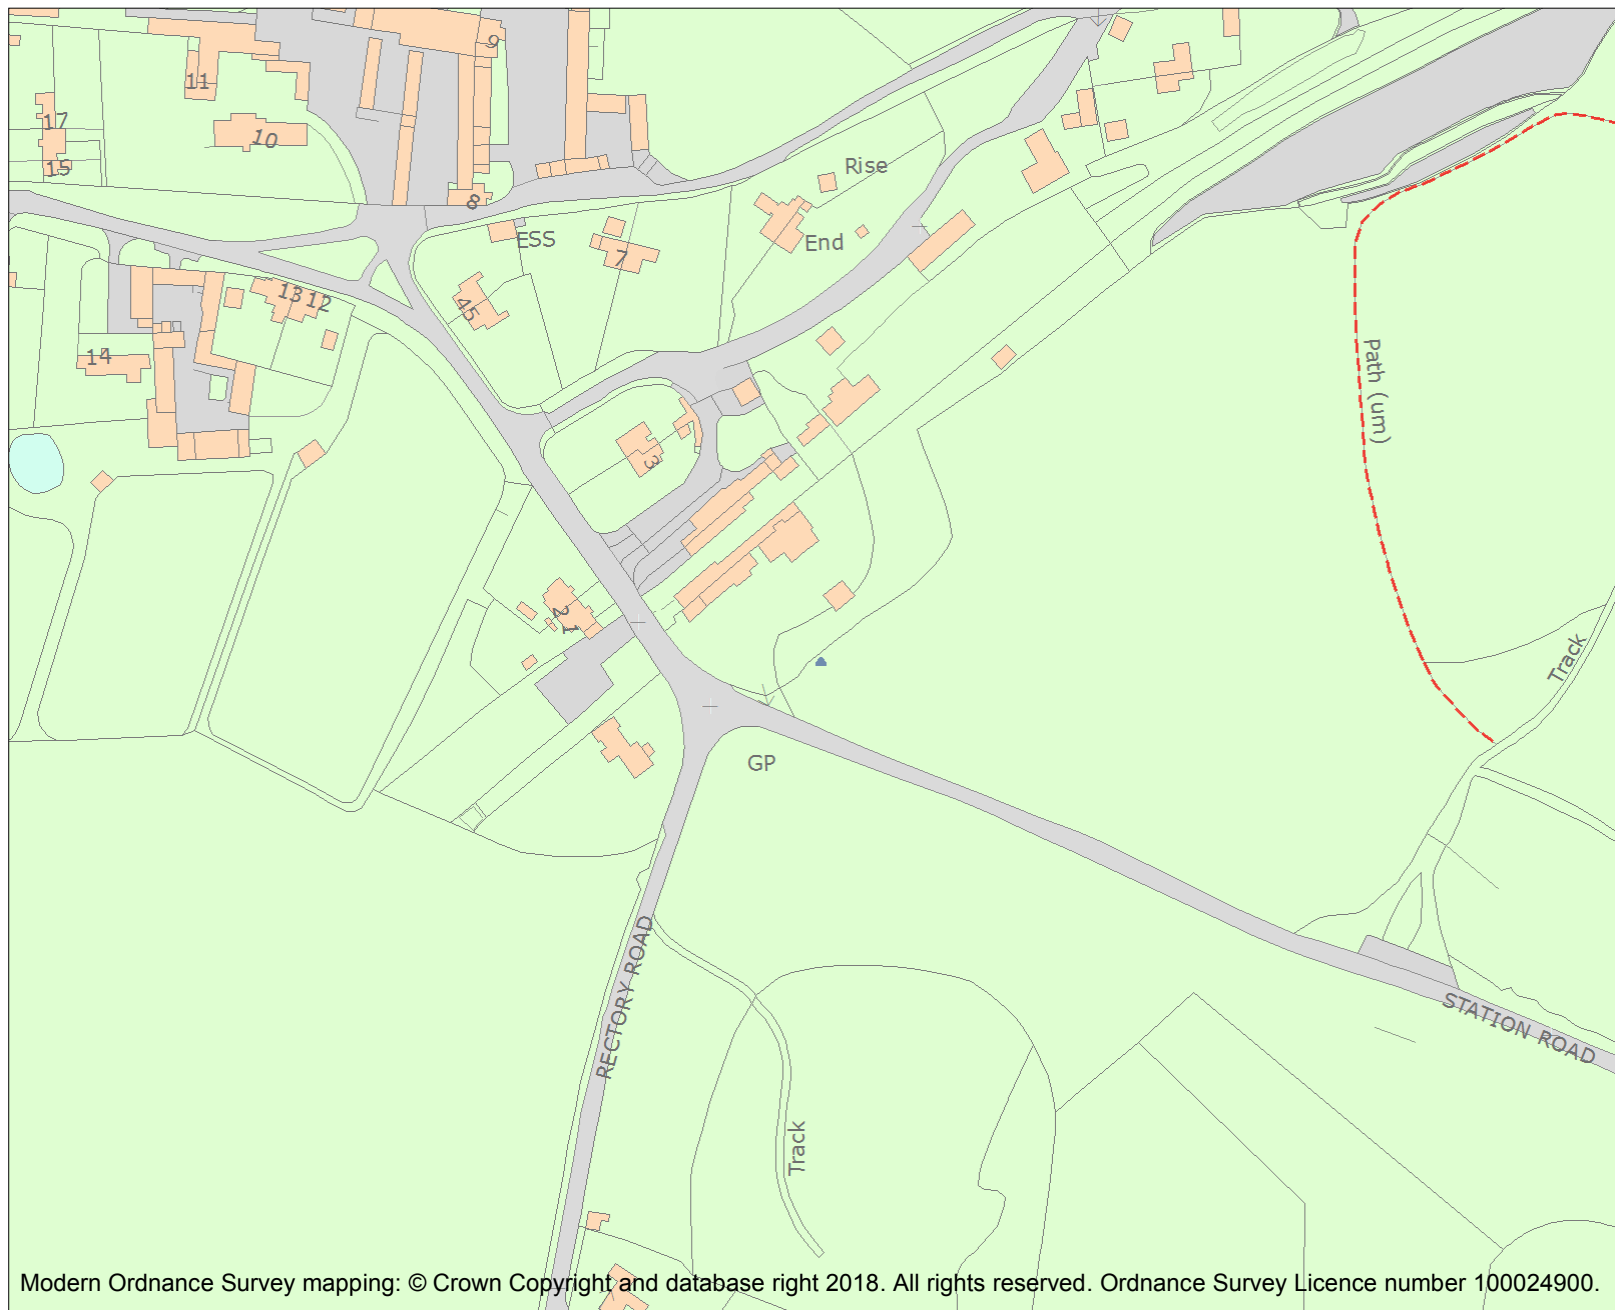 9
11
17
10
15
8
Rise
ESS
7
End
45
13 12
14
3
Path (um)
2
1
Track
GP
RECTORY ROAD
STATION ROAD
Track
Modern Ordnance Survey mapping: © Crown Copyright and database right 2018. All rights reserved. Ordnance Survey Licence number 100024900.